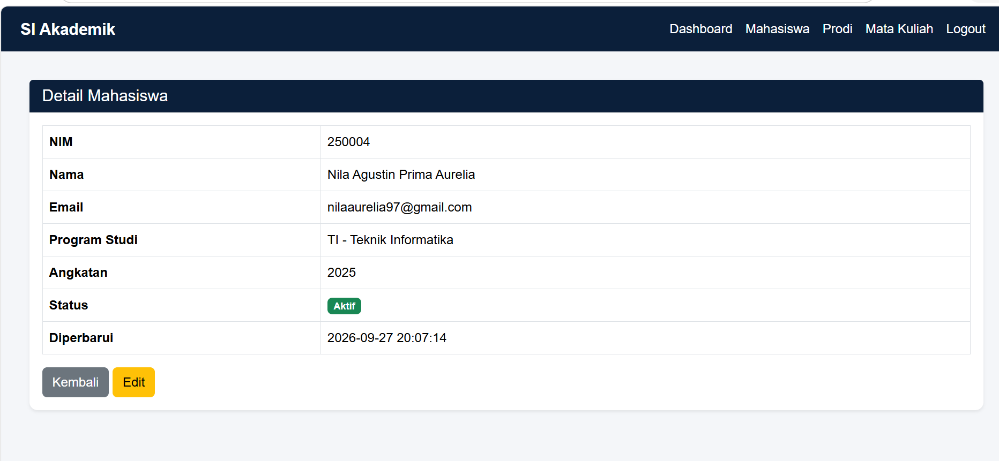 SI Akademik Dashboard Mahasiswa Prodi Mata Kuliah Logout
Detail Mahasiswa
NIM 250004
Nama Nila Agustin Prima Aurelia
Email nilaaurelia97@gmail.com
Program Studi TI - Teknik Informatika
Angkatan 2025
Status Aktif
Diperbarui 2026-09-27 20:07:14
Kembali Edit